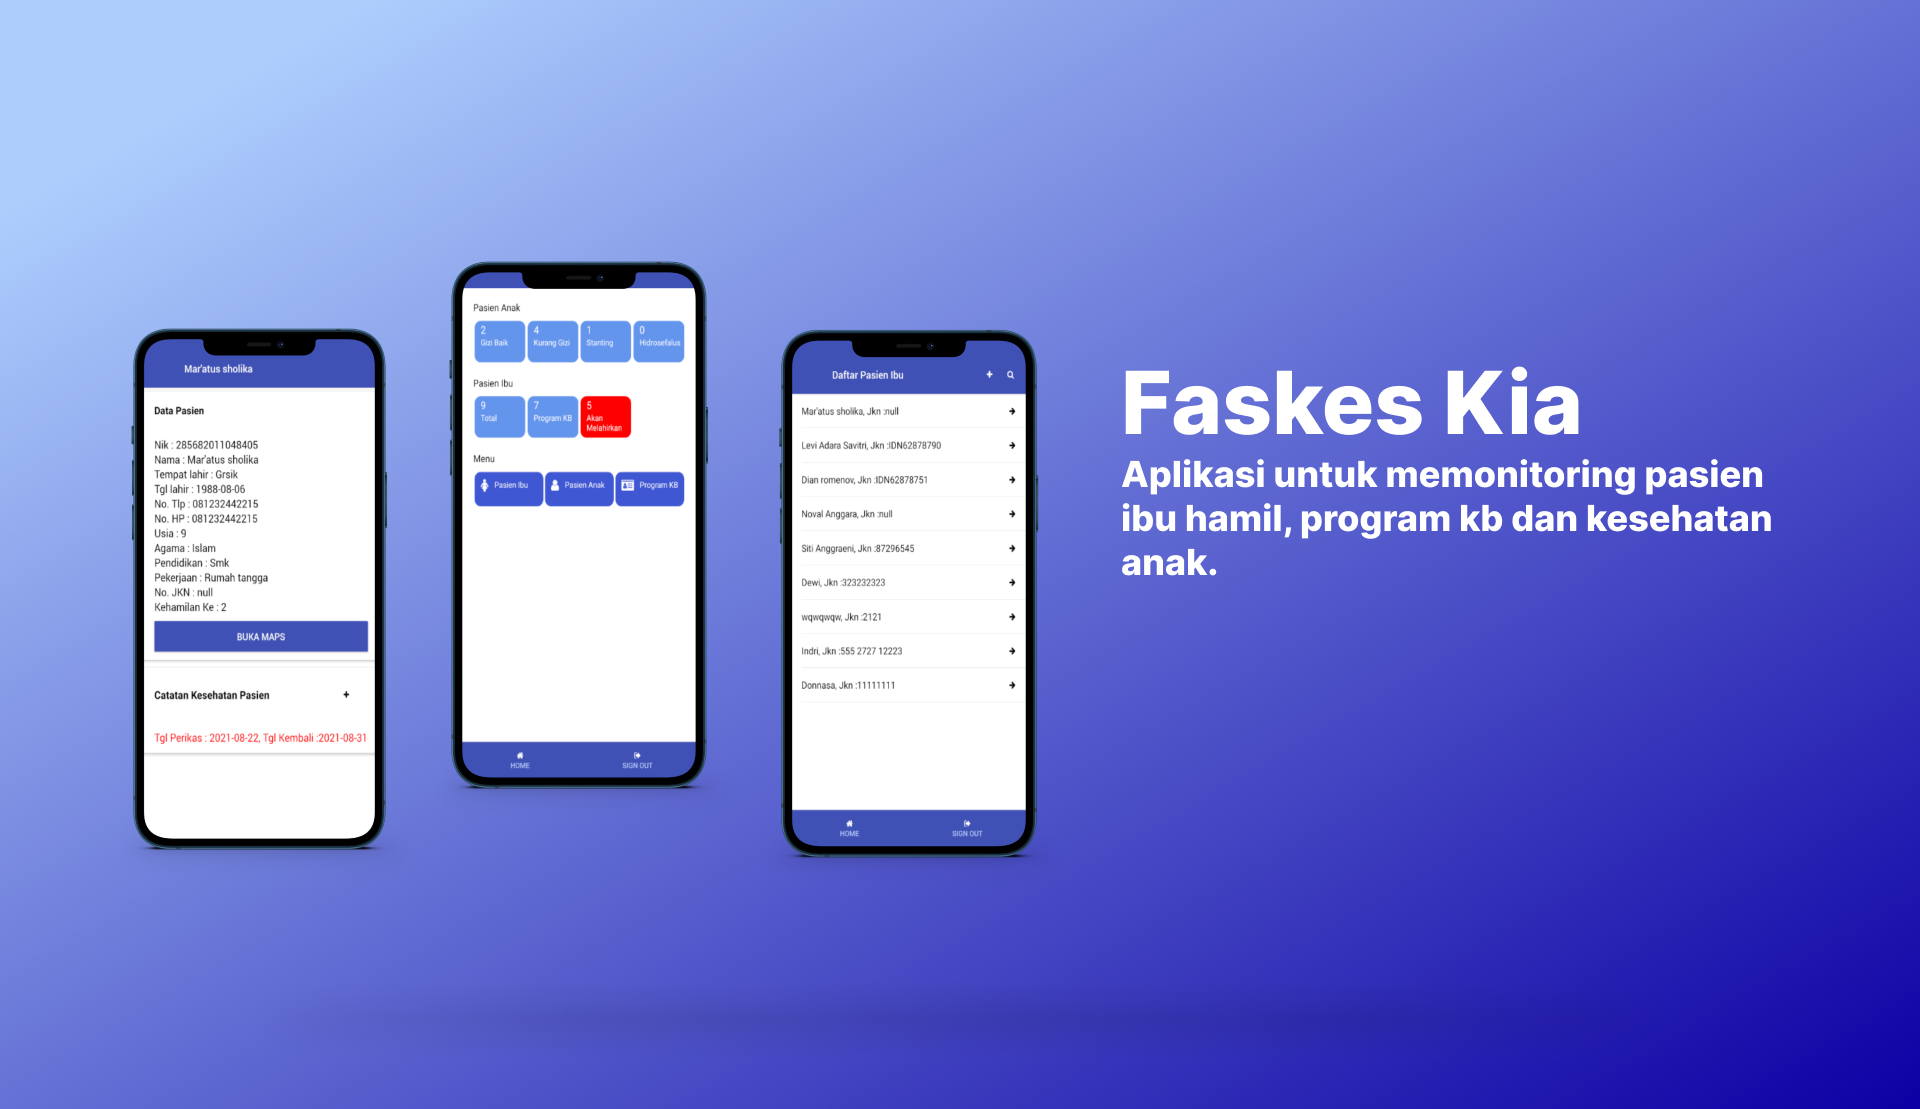 Mar'atus sholika
Data Pasien
Nik : 285682011048405
Nama : Mar'atus sholika
Tempat lahir : Grsik
Tgl lahir : 1988-08-06
No. Tlp : 081232442215
No. HP : 081232442215
Usia : 9
Agama : Islam
Pendidikan : Smk
Pekerjaan : Rumah tangga
No. JKN : null
Kehamilan Ke : 2
BUKA MAPS
Catatan Kesehatan Pasien +
Tgl Perikas : 2021-08-22, Tgl Kembali :2021-08-31
Pasien Anak
2 4 1 0
Gizi Baik Kurang Gizi Stanting Hidrosefalus
Pasien Ibu
9 7 5
Total Program KB Akan
Melahirkan
Menu
Pasien Ibu Pasien Anak Program KB
HOME SIGN OUT
Daftar Pasien Ibu +
Mar'atus sholika, Jkn :null
Levi Adara Savitri, Jkn :IDN62878790
Dian romenov, Jkn :IDN62878751
Noval Anggara, Jkn :null
Siti Anggraeni, Jkn :87296545
Dewi, Jkn :323232323
wqwqwqw, Jkn :2121
Indri, Jkn :555 2727 12223
Donnasa, Jkn :11111111
HOME SIGN OUT
Faskes Kia
Aplikasi untuk memonitoring pasien
ibu hamil, program kb dan kesehatan
anak.